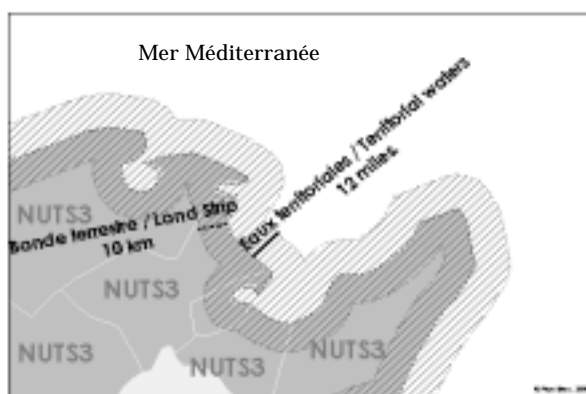 Mer Méditerranée
Eaux territoriales / Territorial waters
12 miles
NUTS3
Bande terrestre / Land Strip
10 km
NUTS3
NUTS3
NUTS3
NUTS3